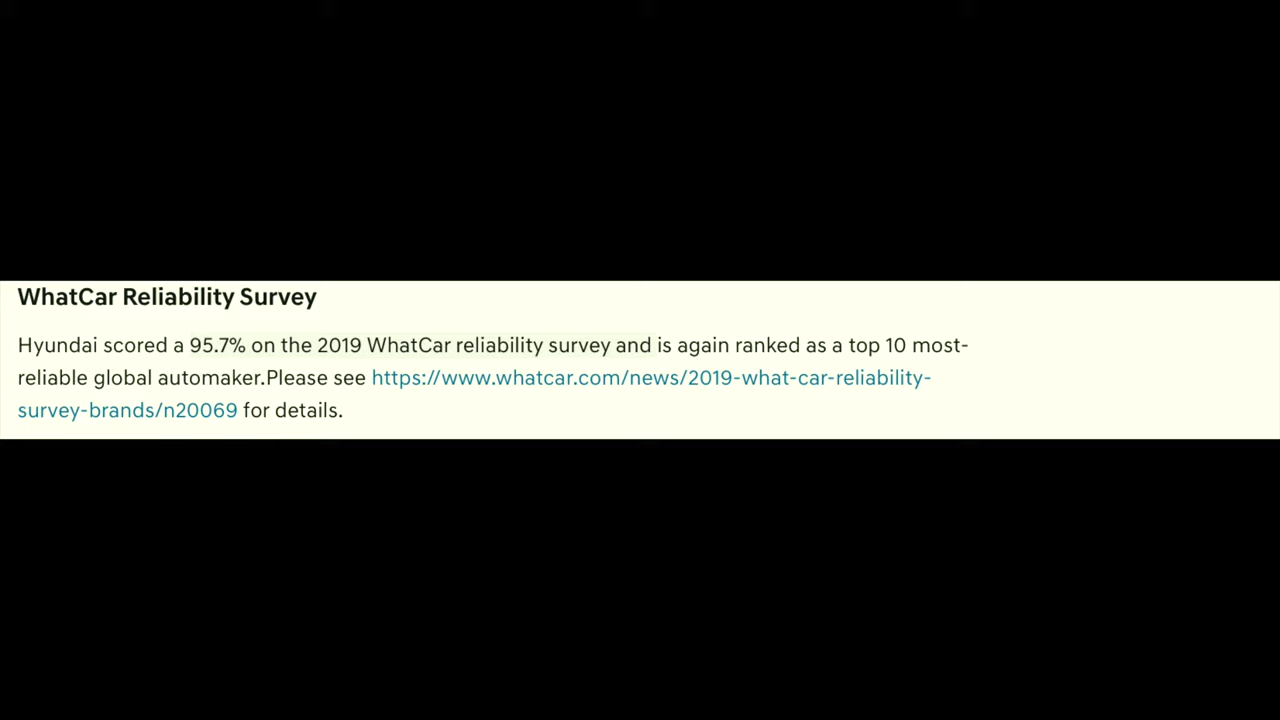 WhatCar Reliability Survey
Hyundai scored a 95.7% on the 2019 WhatCar reliability survey and is again ranked as a top 10 most-
reliable global automaker.Please see https://www.whatcar.com/news/2019-what-car-reliability-
survey-brands/n20069 for details.